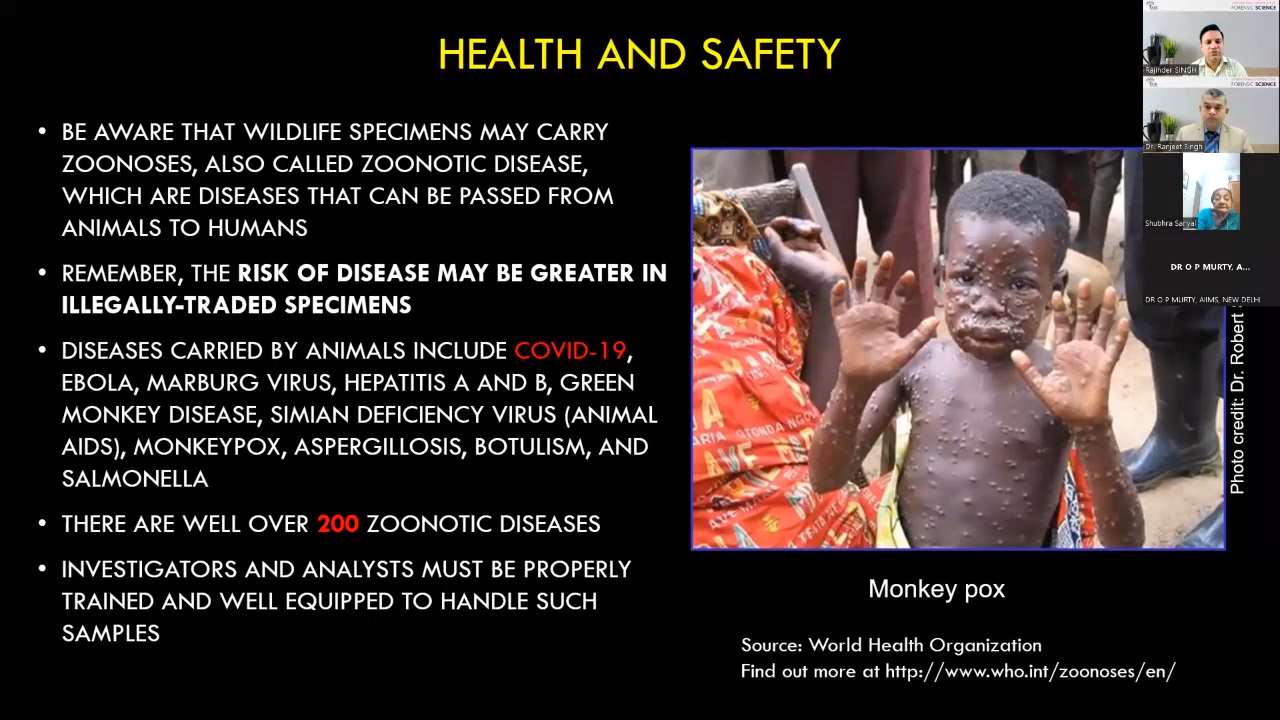 HEALTH AND SAFETY
• BE AWARE THAT WILDLIFE SPECIMENS MAY CARRY
ZOONOSES, ALSO CALLED ZOONOTIC DISEASE,
WHICH ARE DISEASES THAT CAN BE PASSED FROM
ANIMALS TO HUMANS
• REMEMBER, THE RISK OF DISEASE MAY BE GREATER IN
ILLEGALLY-TRADED SPECIMENS
• DISEASES CARRIED BY ANIMALS INCLUDE COVID-19,
EBOLA, MARBURG VIRUS, HEPATITIS A AND B, GREEN
MONKEY DISEASE, SIMIAN DEFICIENCY VIRUS (ANIMAL
AIDS), MONKEYPOX, ASPERGILLOSIS, BOTULISM, AND
SALMONELLA
• THERE ARE WELL OVER 200 ZOONOTIC DISEASES
• INVESTIGATORS AND ANALYSTS MUST BE PROPERLY
TRAINED AND WELL EQUIPPED TO HANDLE SUCH
SAMPLES
Photo credit: Dr. Robert
Monkey pox
Source: World Health Organization
Find out more at http://www.who.int/zoonoses/en/
FORENSIC SCIENCE
Rajinder SINGH
FORENSIC SCIENCE
Dr. Ranjeet Singh
Shubhra Sanyal
DR O P MURTY, A...
DR O P MURTY, AIIMS, NEW DELHI